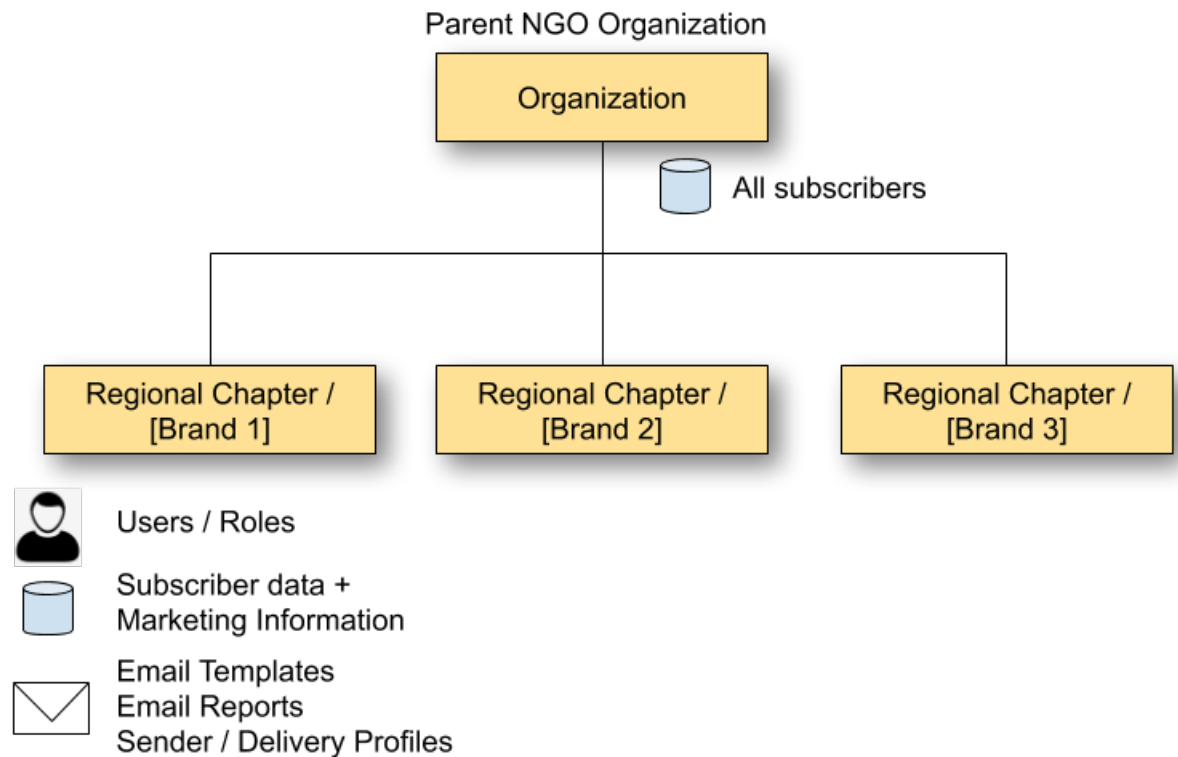 Parent NGO Organization
Organization
All subscribers
Regional Chapter /
[Brand 1]
Regional Chapter /
[Brand 2]
Regional Chapter /
[Brand 3]
Users / Roles
Subscriber data +
Marketing Information
Email Templates
Email Reports
Sender / Delivery Profiles